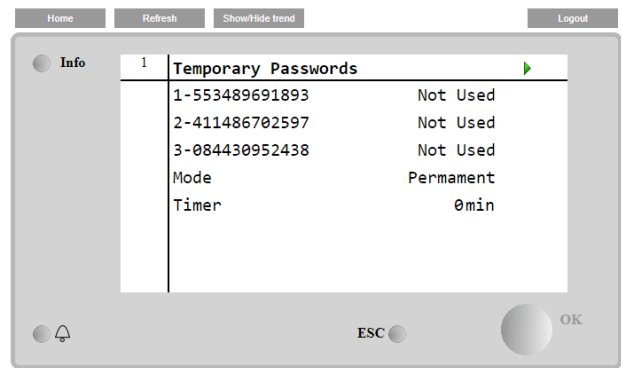 Home Refresh Show/Hide trend Logout
Info
1 Temporary Passwords
1-553489691893 Not Used
2-411486702597 Not Used
3-084430952438 Not Used
Mode Permament
Timer 0min
ESC OK